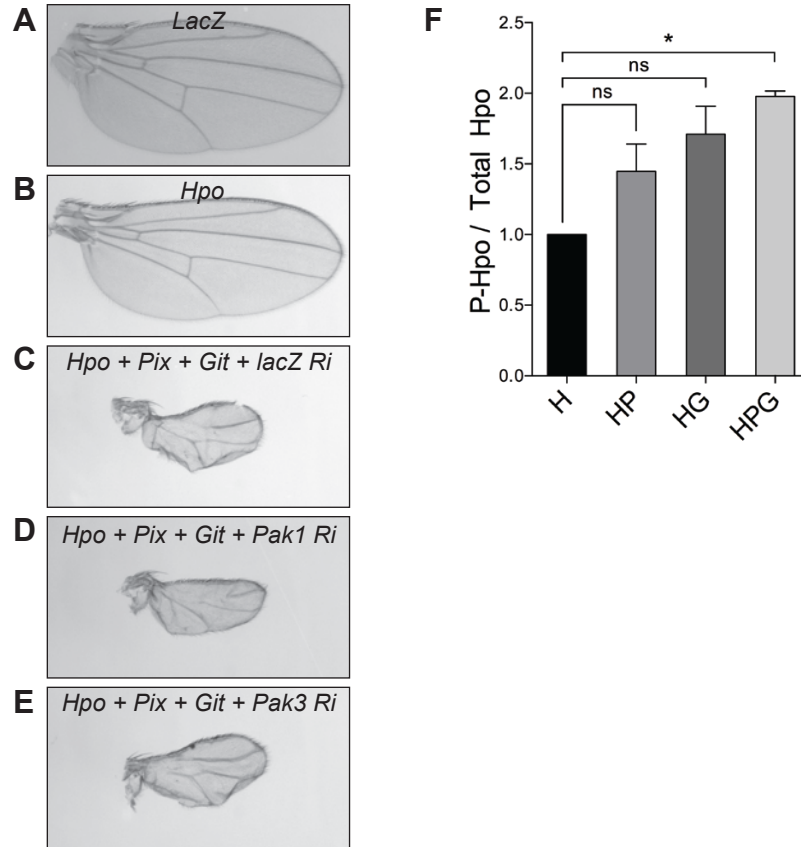 A
LacZ
B
Hpo
C
Hpo + Pix + Git + lacZ Ri
D
Hpo + Pix + Git + Pak1 Ri
E
Hpo + Pix + Git + Pak3 Ri
F
P-Hpo / Total Hpo
2.5
2.0
1.5
1.0
0.5
0.0
*
ns
ns
H
HP
HG
HPG